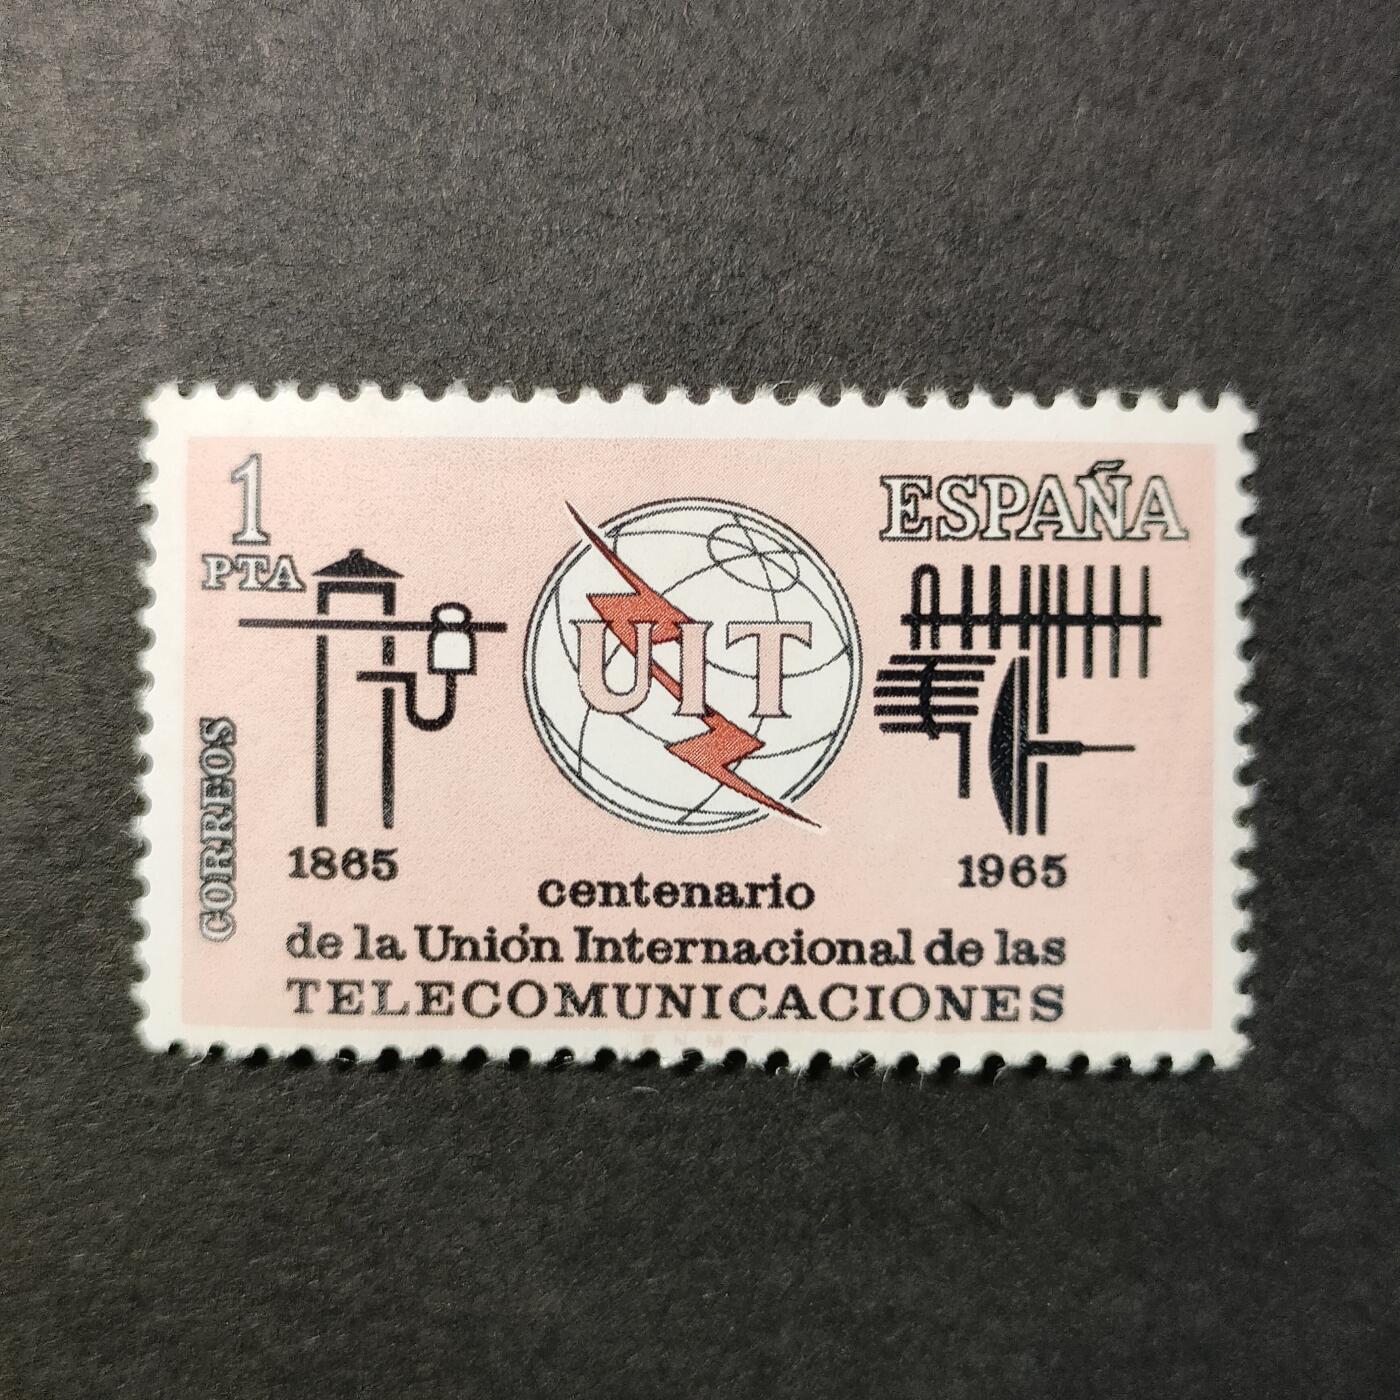 1
PTA
ESPAÑA
UIT
CORREOS
1865
1965
centenario
de la Unión Internacional de las
TELECOMUNICACIONES
F.N.M.T.